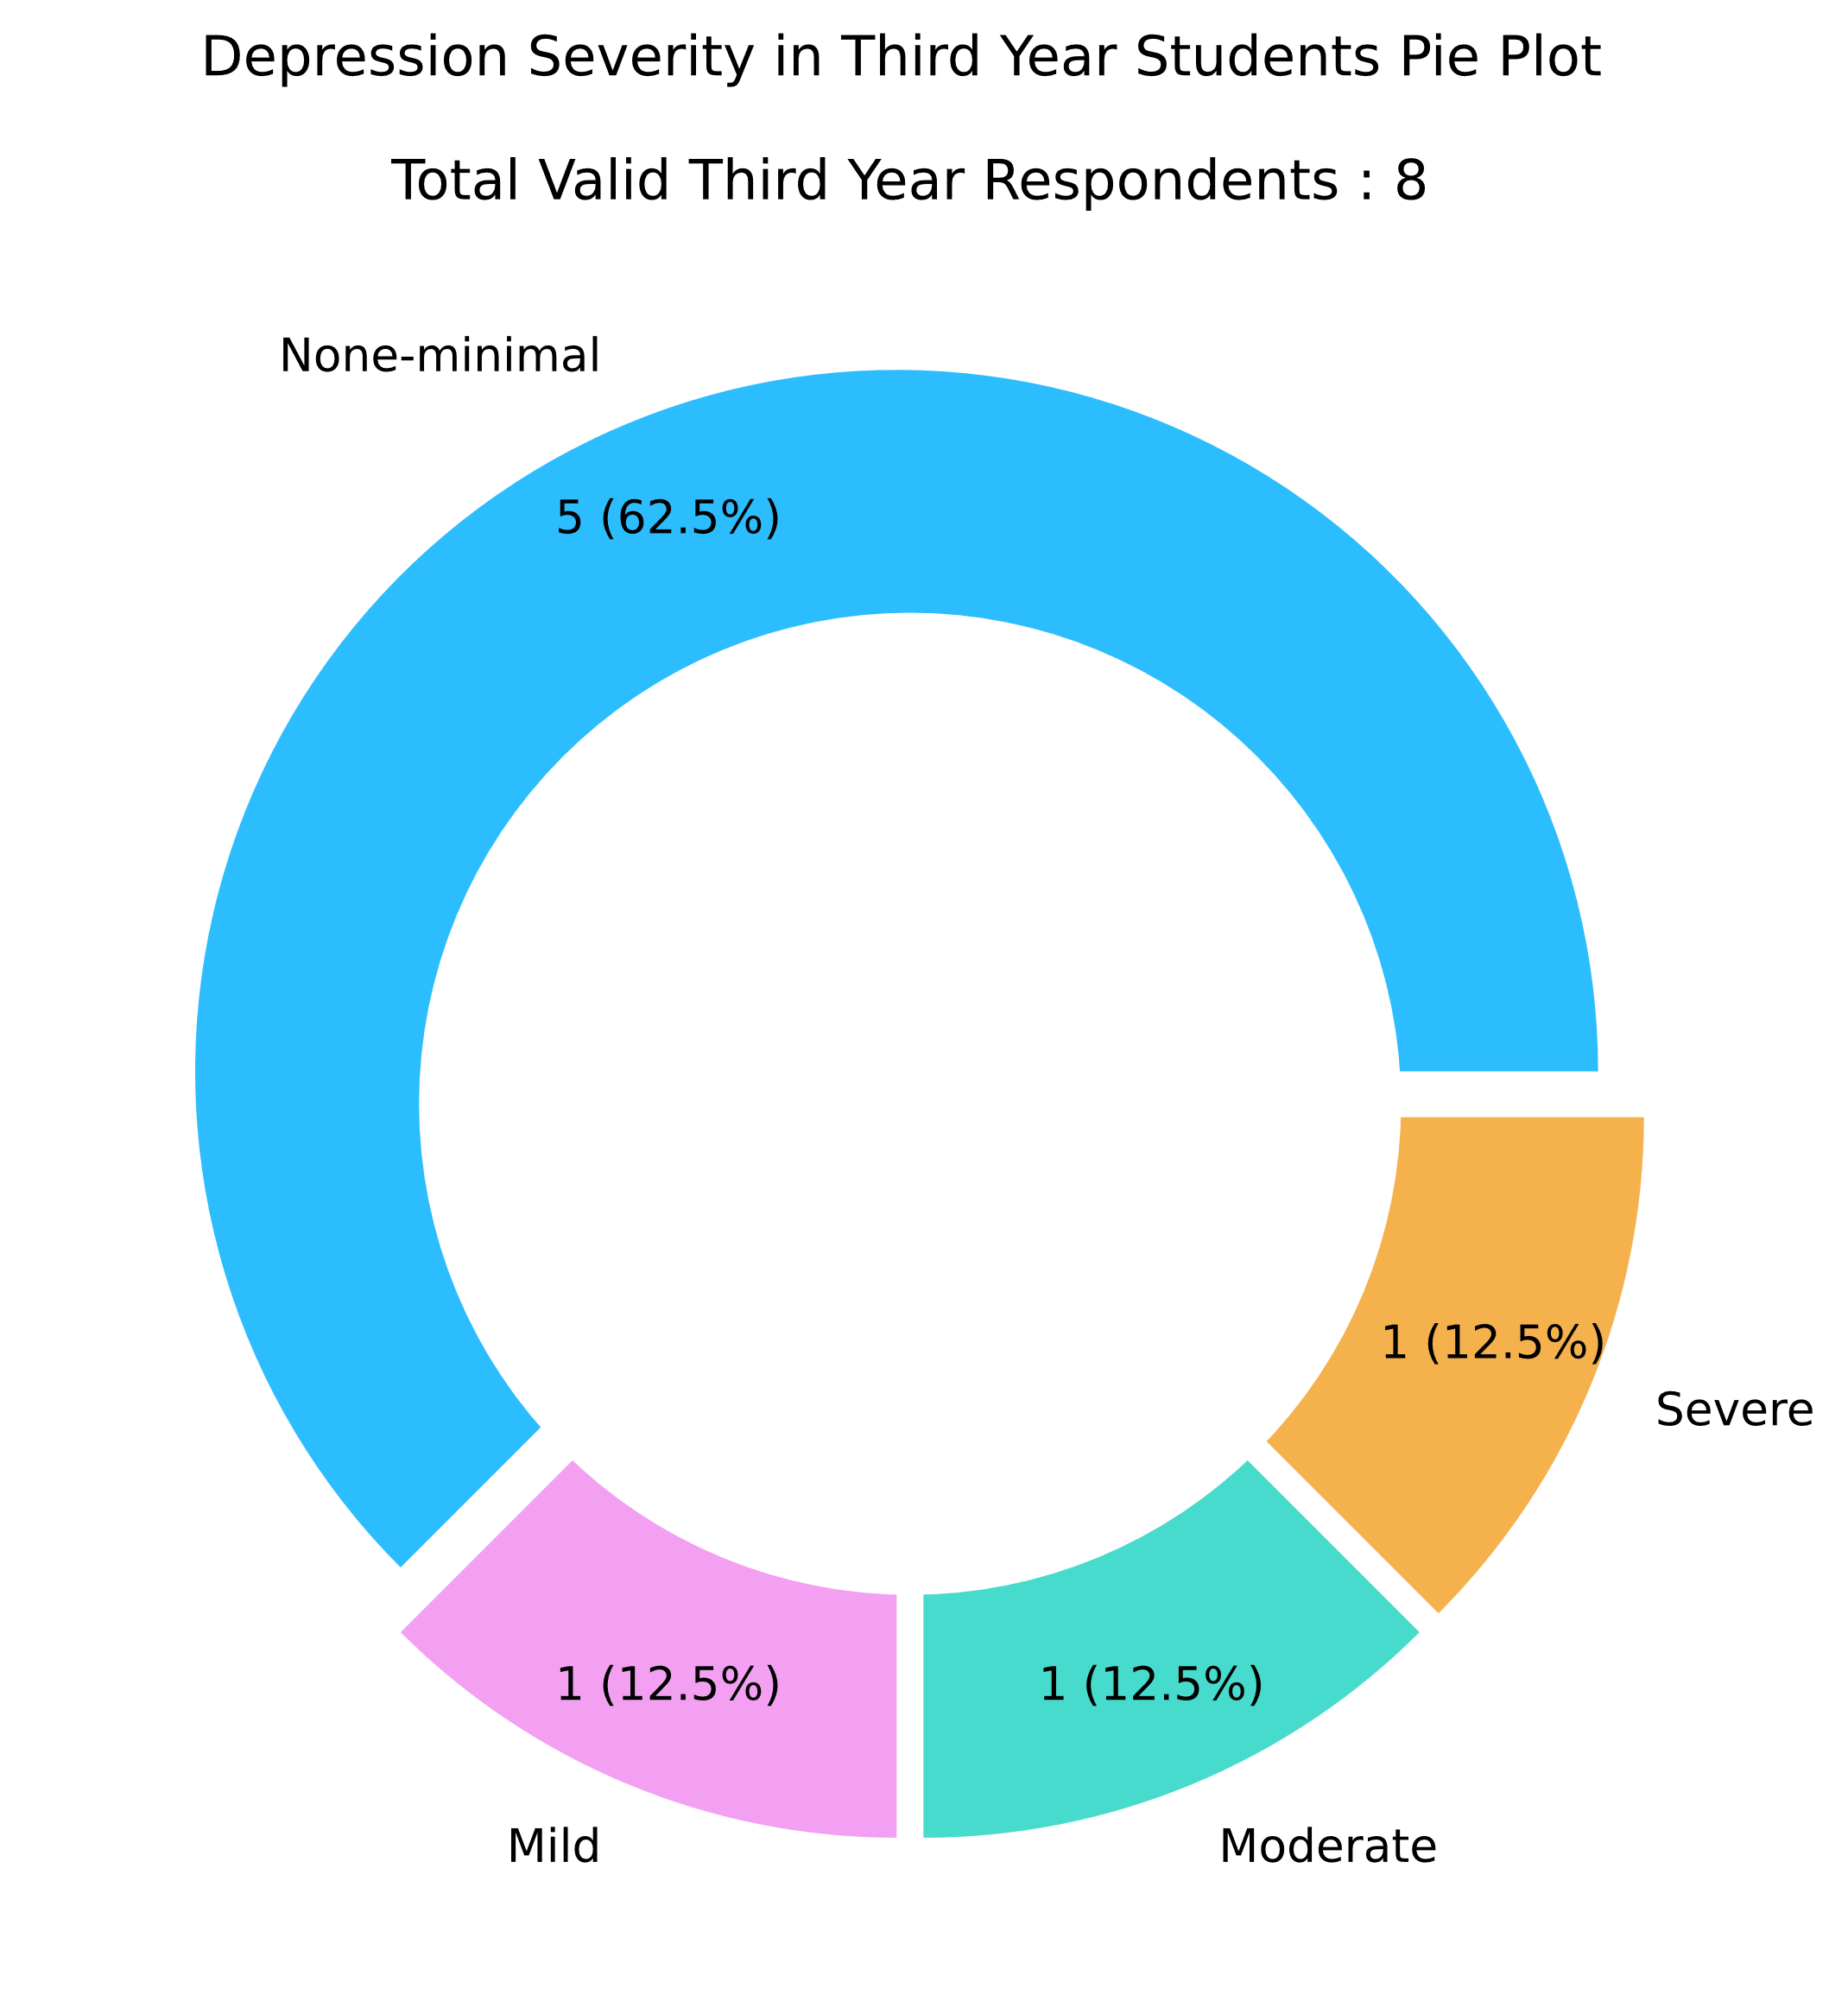 Depression Severity in Third Year Students Pie Plot
Total Valid Third Year Respondents : 8
None-minimal
5 (62.5%)
1 (12.5%)
Severe
1 (12.5%)
1 (12.5%)
Mild
Moderate